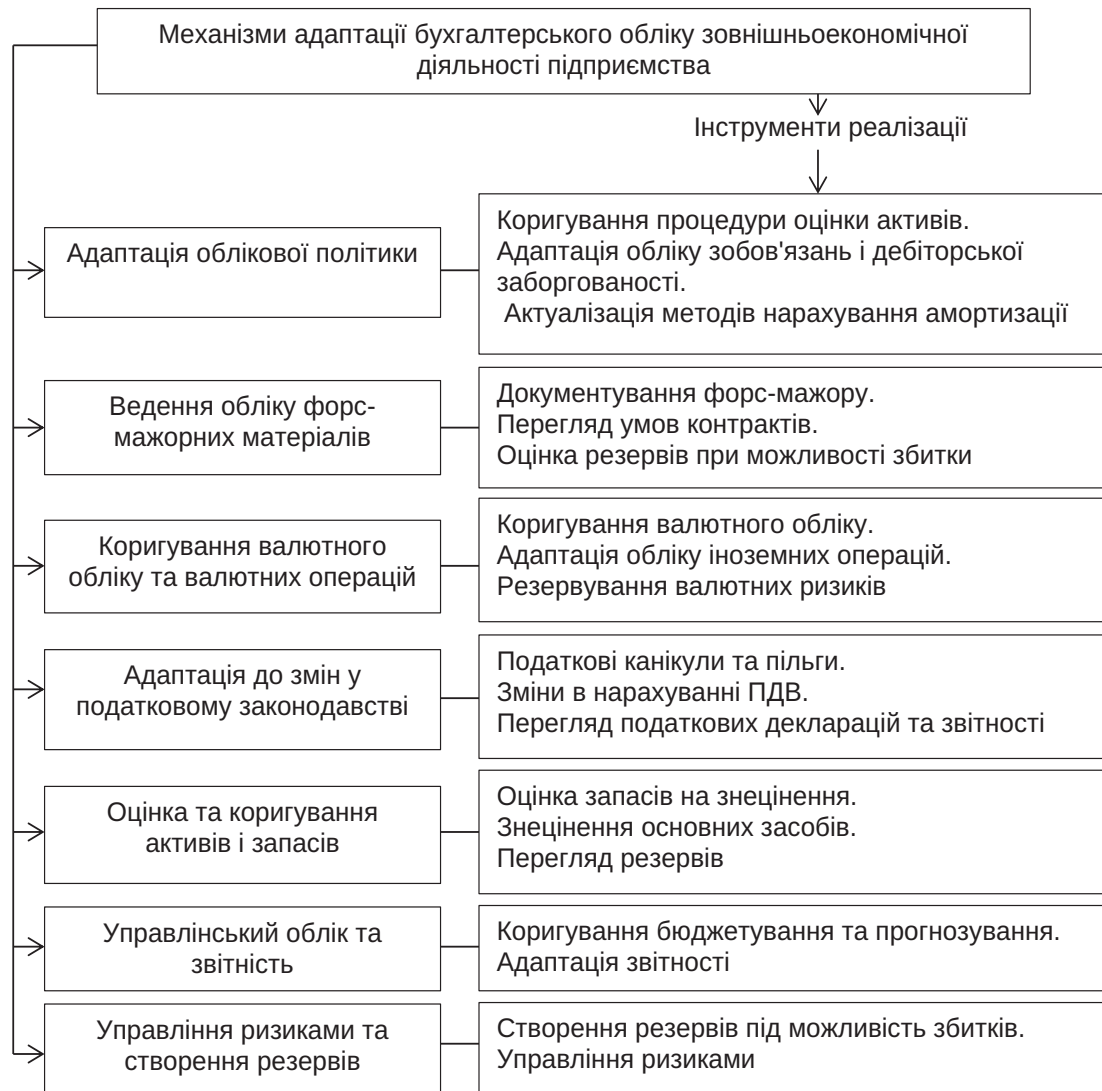 Механізми адаптації бухгалтерського обліку зовнішньоекономічної
діяльності підприємства
Інструменти реалізації
Адаптація облікової політики
Коригування процедури оцінки активів.
Адаптація обліку зобов'язань і дебіторської
заборгованості.
Актуалізація методів нарахування амортизації
Ведення обліку форс-
мажорних матеріалів
Документування форс-мажору.
Перегляд умов контрактів.
Оцінка резервів при можливості збитки
Коригування валютного
обліку та валютних операцій
Коригування валютного обліку.
Адаптація обліку іноземних операцій.
Резервування валютних ризиків
Адаптація до змін у
податковому законодавстві
Податкові канікули та пільги.
Зміни в нарахуванні ПДВ.
Перегляд податкових декларацій та звітності
Оцінка та коригування
активів і запасів
Оцінка запасів на знецінення.
Знецінення основних засобів.
Перегляд резервів
Управлінський облік та
звітність
Коригування бюджетування та прогнозування.
Адаптація звітності
Управління ризиками та
створення резервів
Створення резервів під можливість збитків.
Управління ризиками